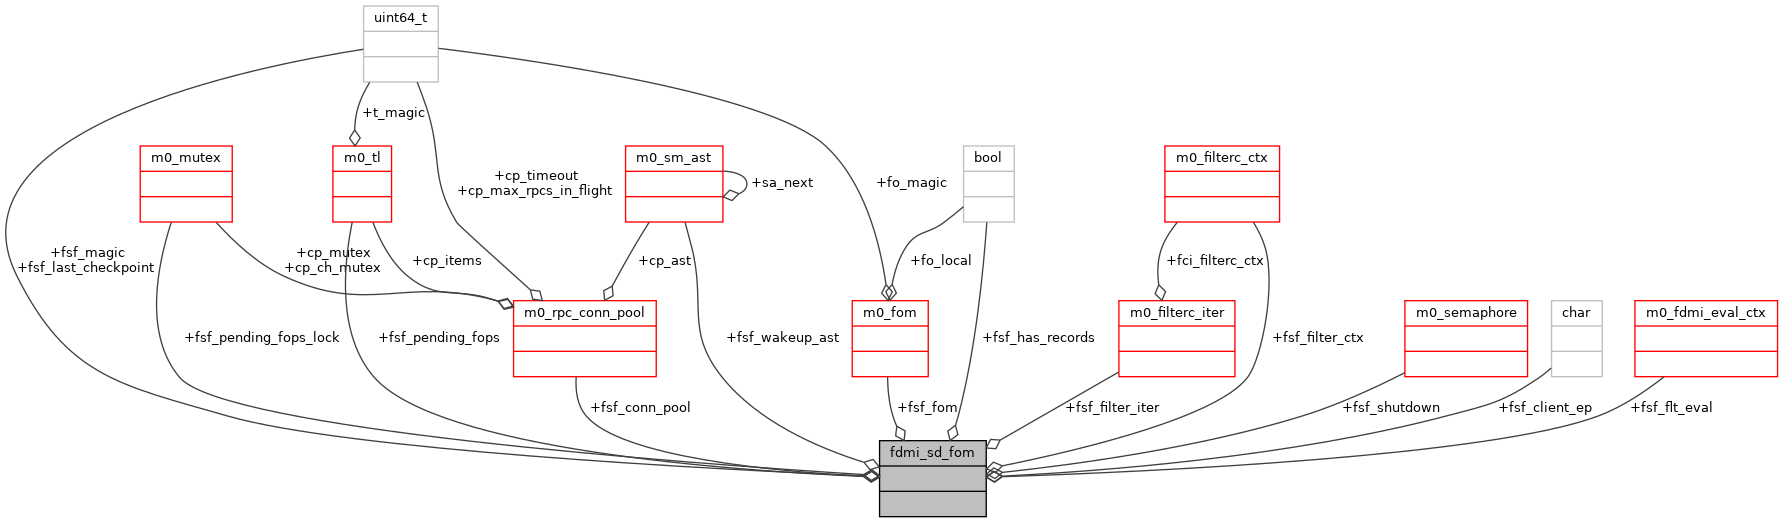 uint64_t
+t_magic
m0_mutex
m0_tl
m0_sm_ast
bool
m0_filterc_ctx
+cp_timeout
+cp_max_rpcs_in_flight
+sa_next
+fo_magic
+fsf_magic
+fsf_last_checkpoint
+cp_mutex
+cp_ch_mutex
+cp_items
+cp_ast
+fo_local
+fci_filterc_ctx
m0_rpc_conn_pool
m0_fom
m0_filterc_iter
m0_semaphore
char
m0_fdmi_eval_ctx
+fsf_pending_fops_lock
+fsf_pending_fops
+fsf_wakeup_ast
+fsf_has_records
+fsf_filter_ctx
+fsf_conn_pool
+fsf_fom
+fsf_filter_iter
+fsf_shutdown
+fsf_client_ep
+fsf_flt_eval
fdmi_sd_fom